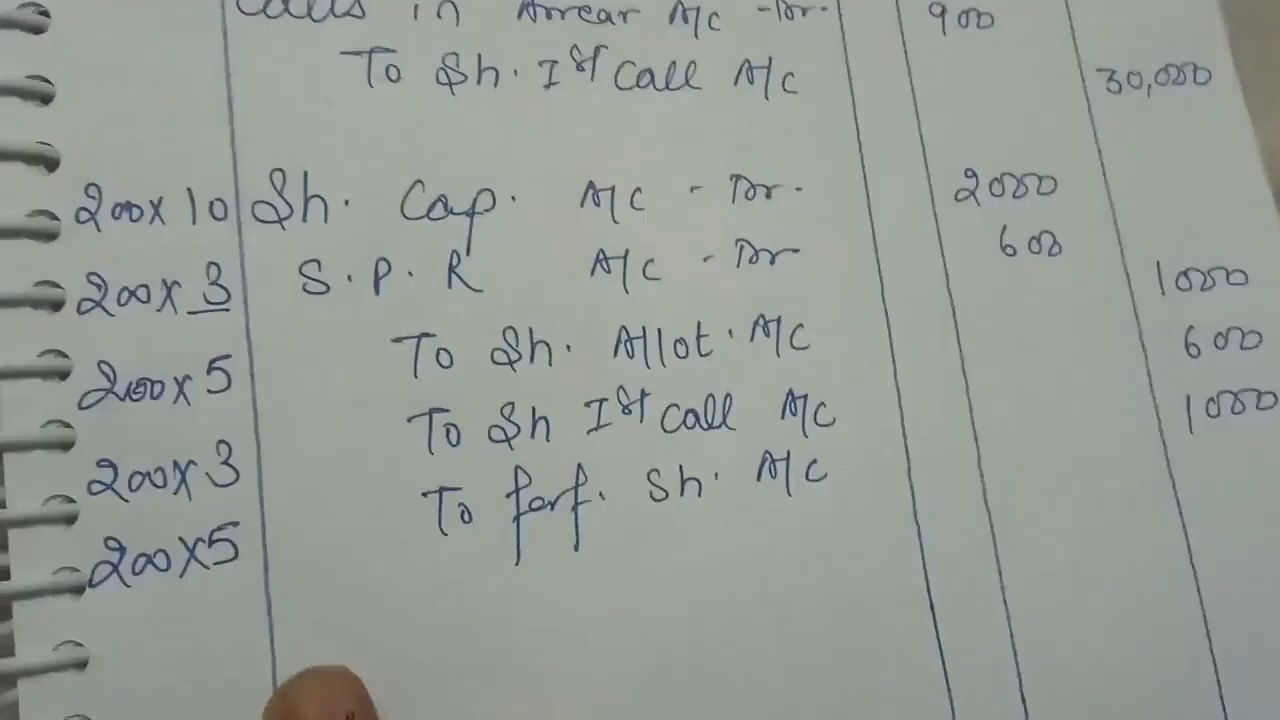 Calls in Arrear A/C - Dr. 900
To Sh. Ist Call A/C 30,000
200x10 Sh. Cap. A/C - Dr. 2000
200x3 S.P.R A/C - Dr 600
200x5 To Sh. Allot. A/C 1000
200x3 To Sh Ist Call A/C 600
200x5 To forf. Sh. A/C 1000